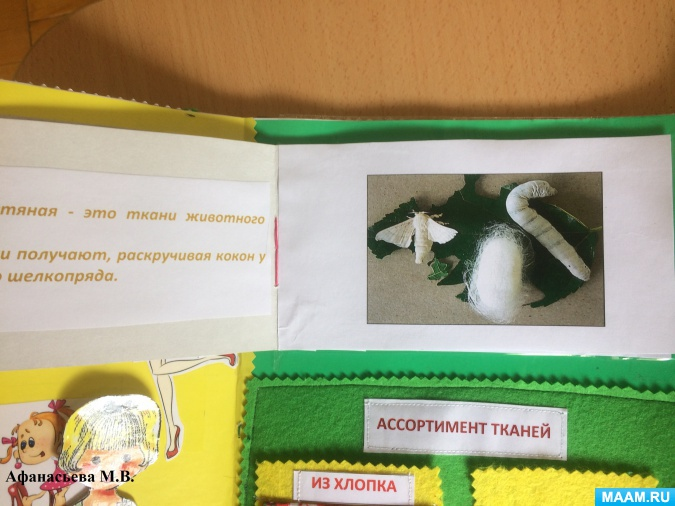 тяная - это ткани животного
и получают, раскручивая кокон у
шелкопряда.
АССОРТИМЕНТ ТКАНЕЙ
ИЗ ХЛОПКА
Афанасьева М.В.
MAAM.RU